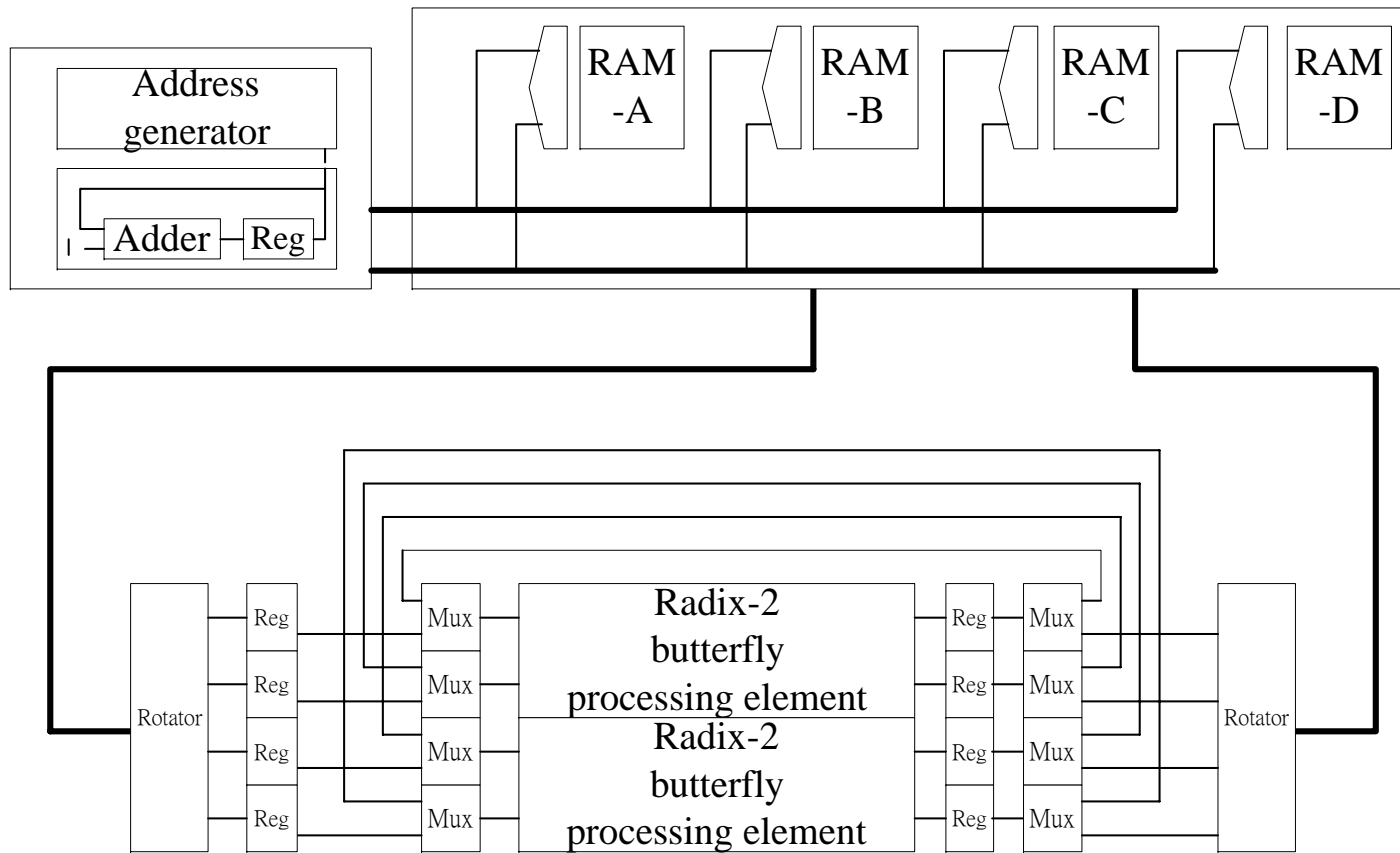 Address
generator
Adder
Reg
RAM
-A
RAM
-B
RAM
-C
RAM
-D
Rotator
Reg
Reg
Reg
Reg
Mux
Mux
Mux
Mux
Radix-2
butterfly
processing element
Radix-2
butterfly
processing element
Reg
Reg
Reg
Reg
Mux
Mux
Mux
Mux
Rotator